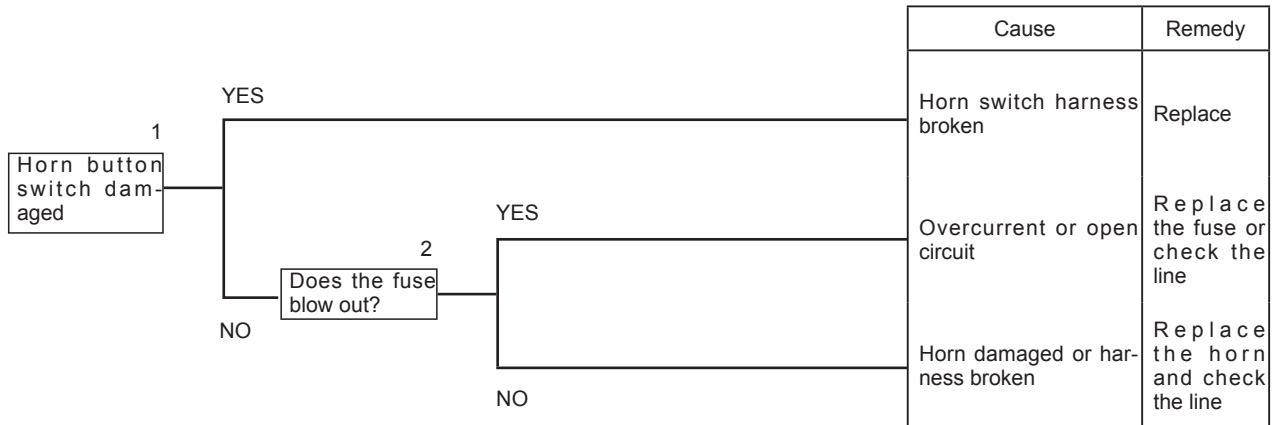 Cause
Remedy
YES
Horn switch harness
broken
Replace
1
Horn button
switch dam-
aged
YES
Overcurrent or open
circuit
Replace
the fuse or
check the
line
2
Does the fuse
blow out?
NO
Horn damaged or har-
ness broken
Replace
the horn
and check
the line
NO